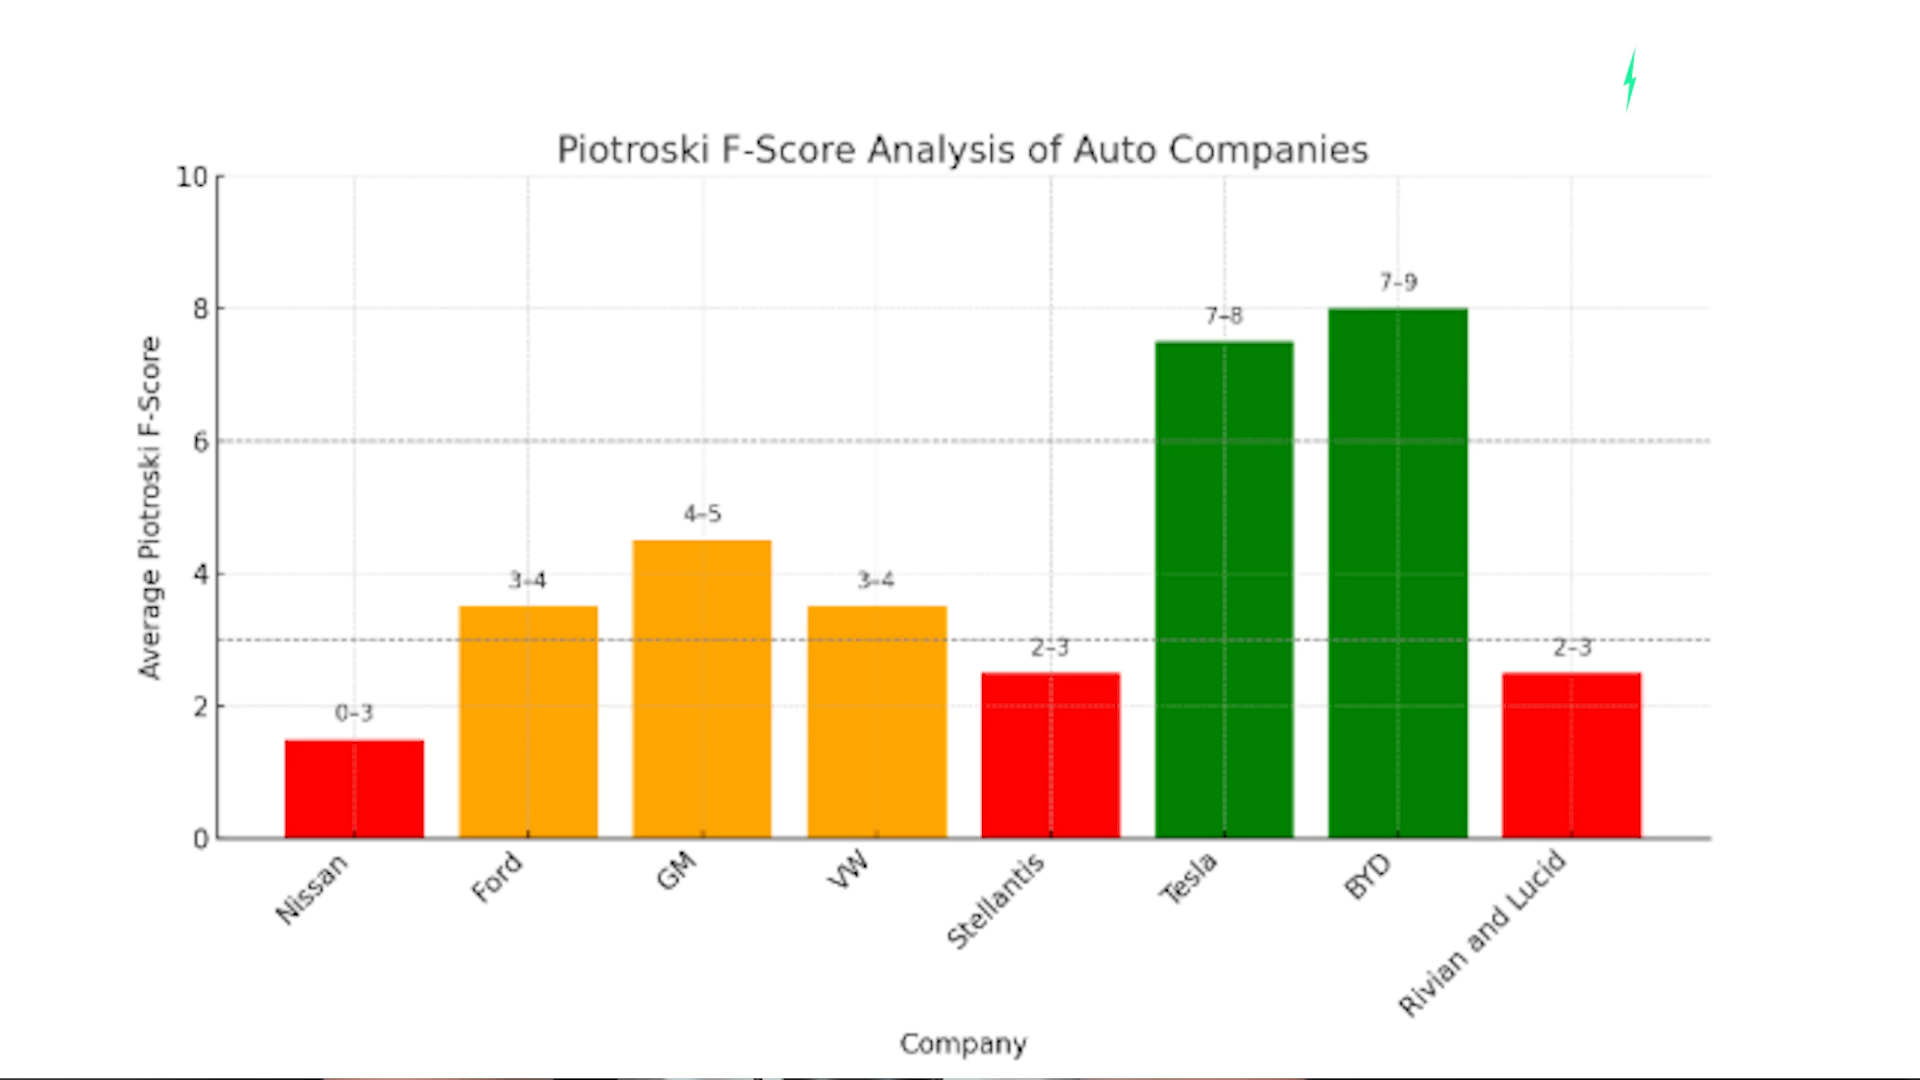 Piotroski F-Score Analysis of Auto Companies
Average Piotroski F-Score
10
8
6
4
2
0
0–3
3–4
4–5
3–4
2–3
7–8
7–9
2–3
Nissan
Ford
GM
VW
Stellantis
Tesla
BYD
Rivian and Lucid
Company